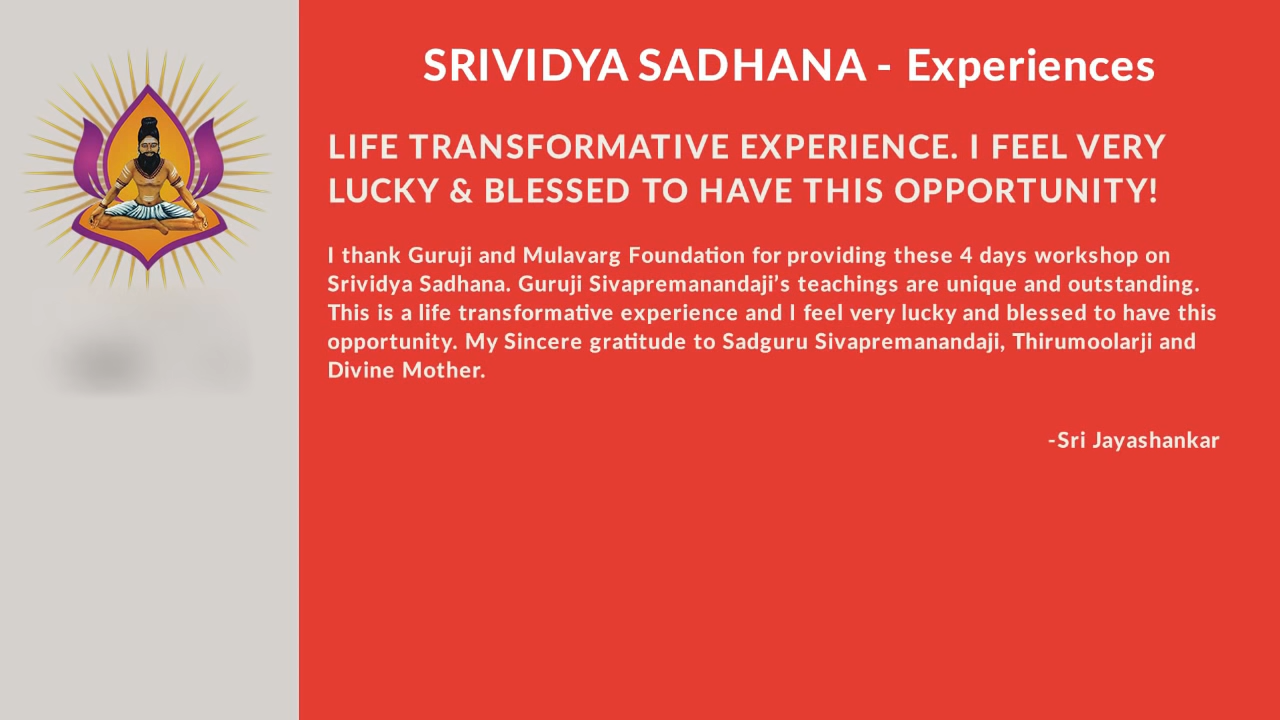 SRIVIDYA SADHANA - Experiences
LIFE TRANSFORMATIVE EXPERIENCE. I FEEL VERY
LUCKY & BLESSED TO HAVE THIS OPPORTUNITY!
I thank Guruji and Mulavarg Foundation for providing these 4 days workshop on
Srividya Sadhana. Guruji Sivapremanandaji's teachings are unique and outstanding.
This is a life transformative experience and I feel very lucky and blessed to have this
opportunity. My Sincere gratitude to Sadguru Sivapremanandaji, Thirumoolarji and
Divine Mother.
-Sri Jayashankar